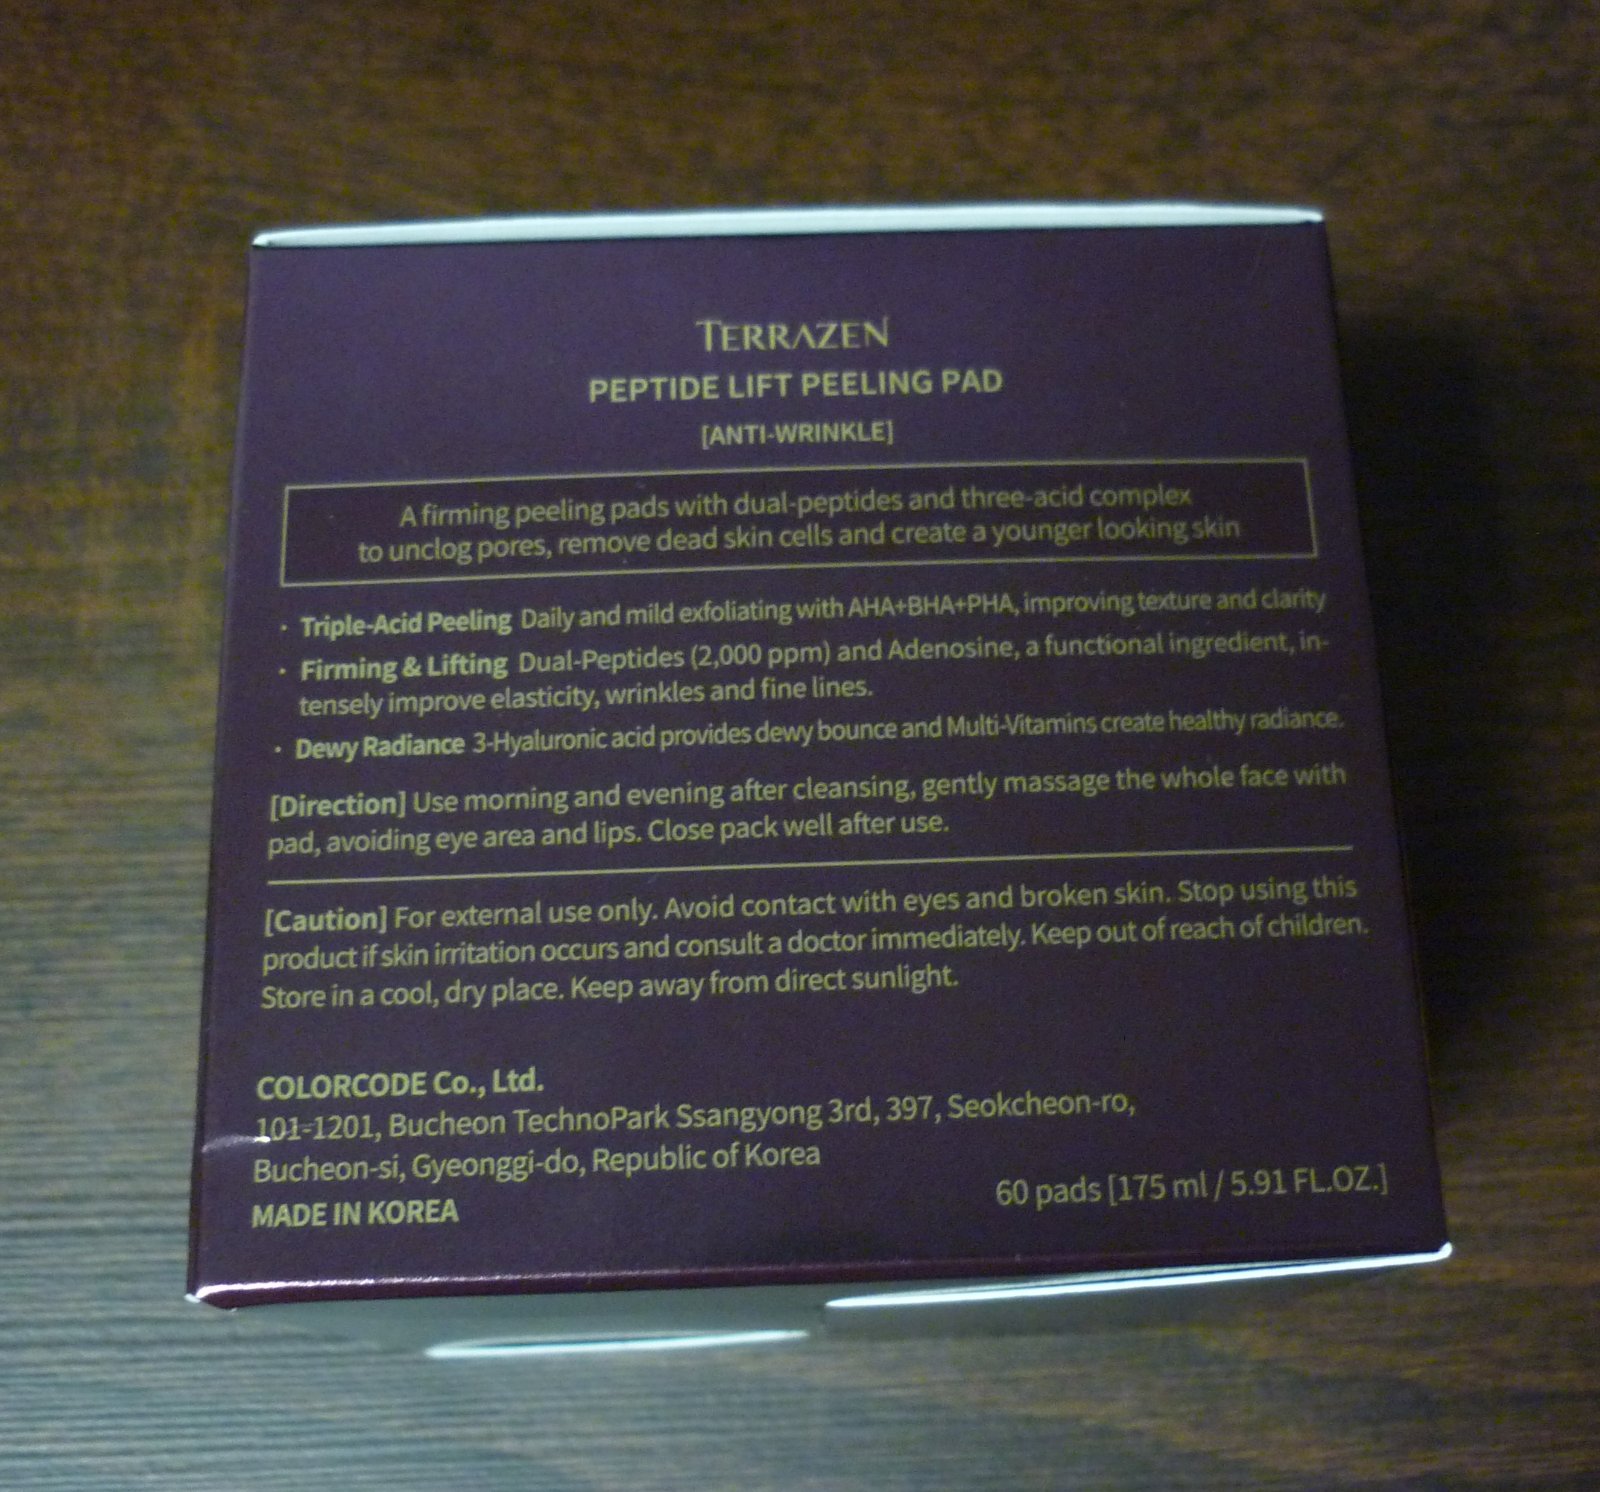 TERRAZEN
PEPTIDE LIFT PEELING PAD
[ANTI-WRINKLE]
A firming peeling pads with dual-peptides and three-acid complex
to unclog pores, remove dead skin cells and create a younger looking skin
· Triple-Acid Peeling Daily and mild exfoliating with AHA+BHA+PHA, improving texture and clarity
· Firming & Lifting Dual-Peptides (2,000 ppm) and Adenosine, a functional ingredient, in-
tensely improve elasticity, wrinkles and fine lines.
· Dewy Radiance 3-Hyaluronic acid provides dewy bounce and Multi-Vitamins create healthy radiance.
[Direction] Use morning and evening after cleansing, gently massage the whole face with
pad, avoiding eye area and lips. Close pack well after use.
[Caution] For external use only. Avoid contact with eyes and broken skin. Stop using this
product if skin irritation occurs and consult a doctor immediately. Keep out of reach of children.
Store in a cool, dry place. Keep away from direct sunlight.
COLORCODE Co., Ltd.
101-1201, Bucheon TechnoPark Ssangyong 3rd, 397, Seokcheon-ro,
Bucheon-si, Gyeonggi-do, Republic of Korea
MADE IN KOREA
60 pads [175 ml / 5.91 FL.OZ.]